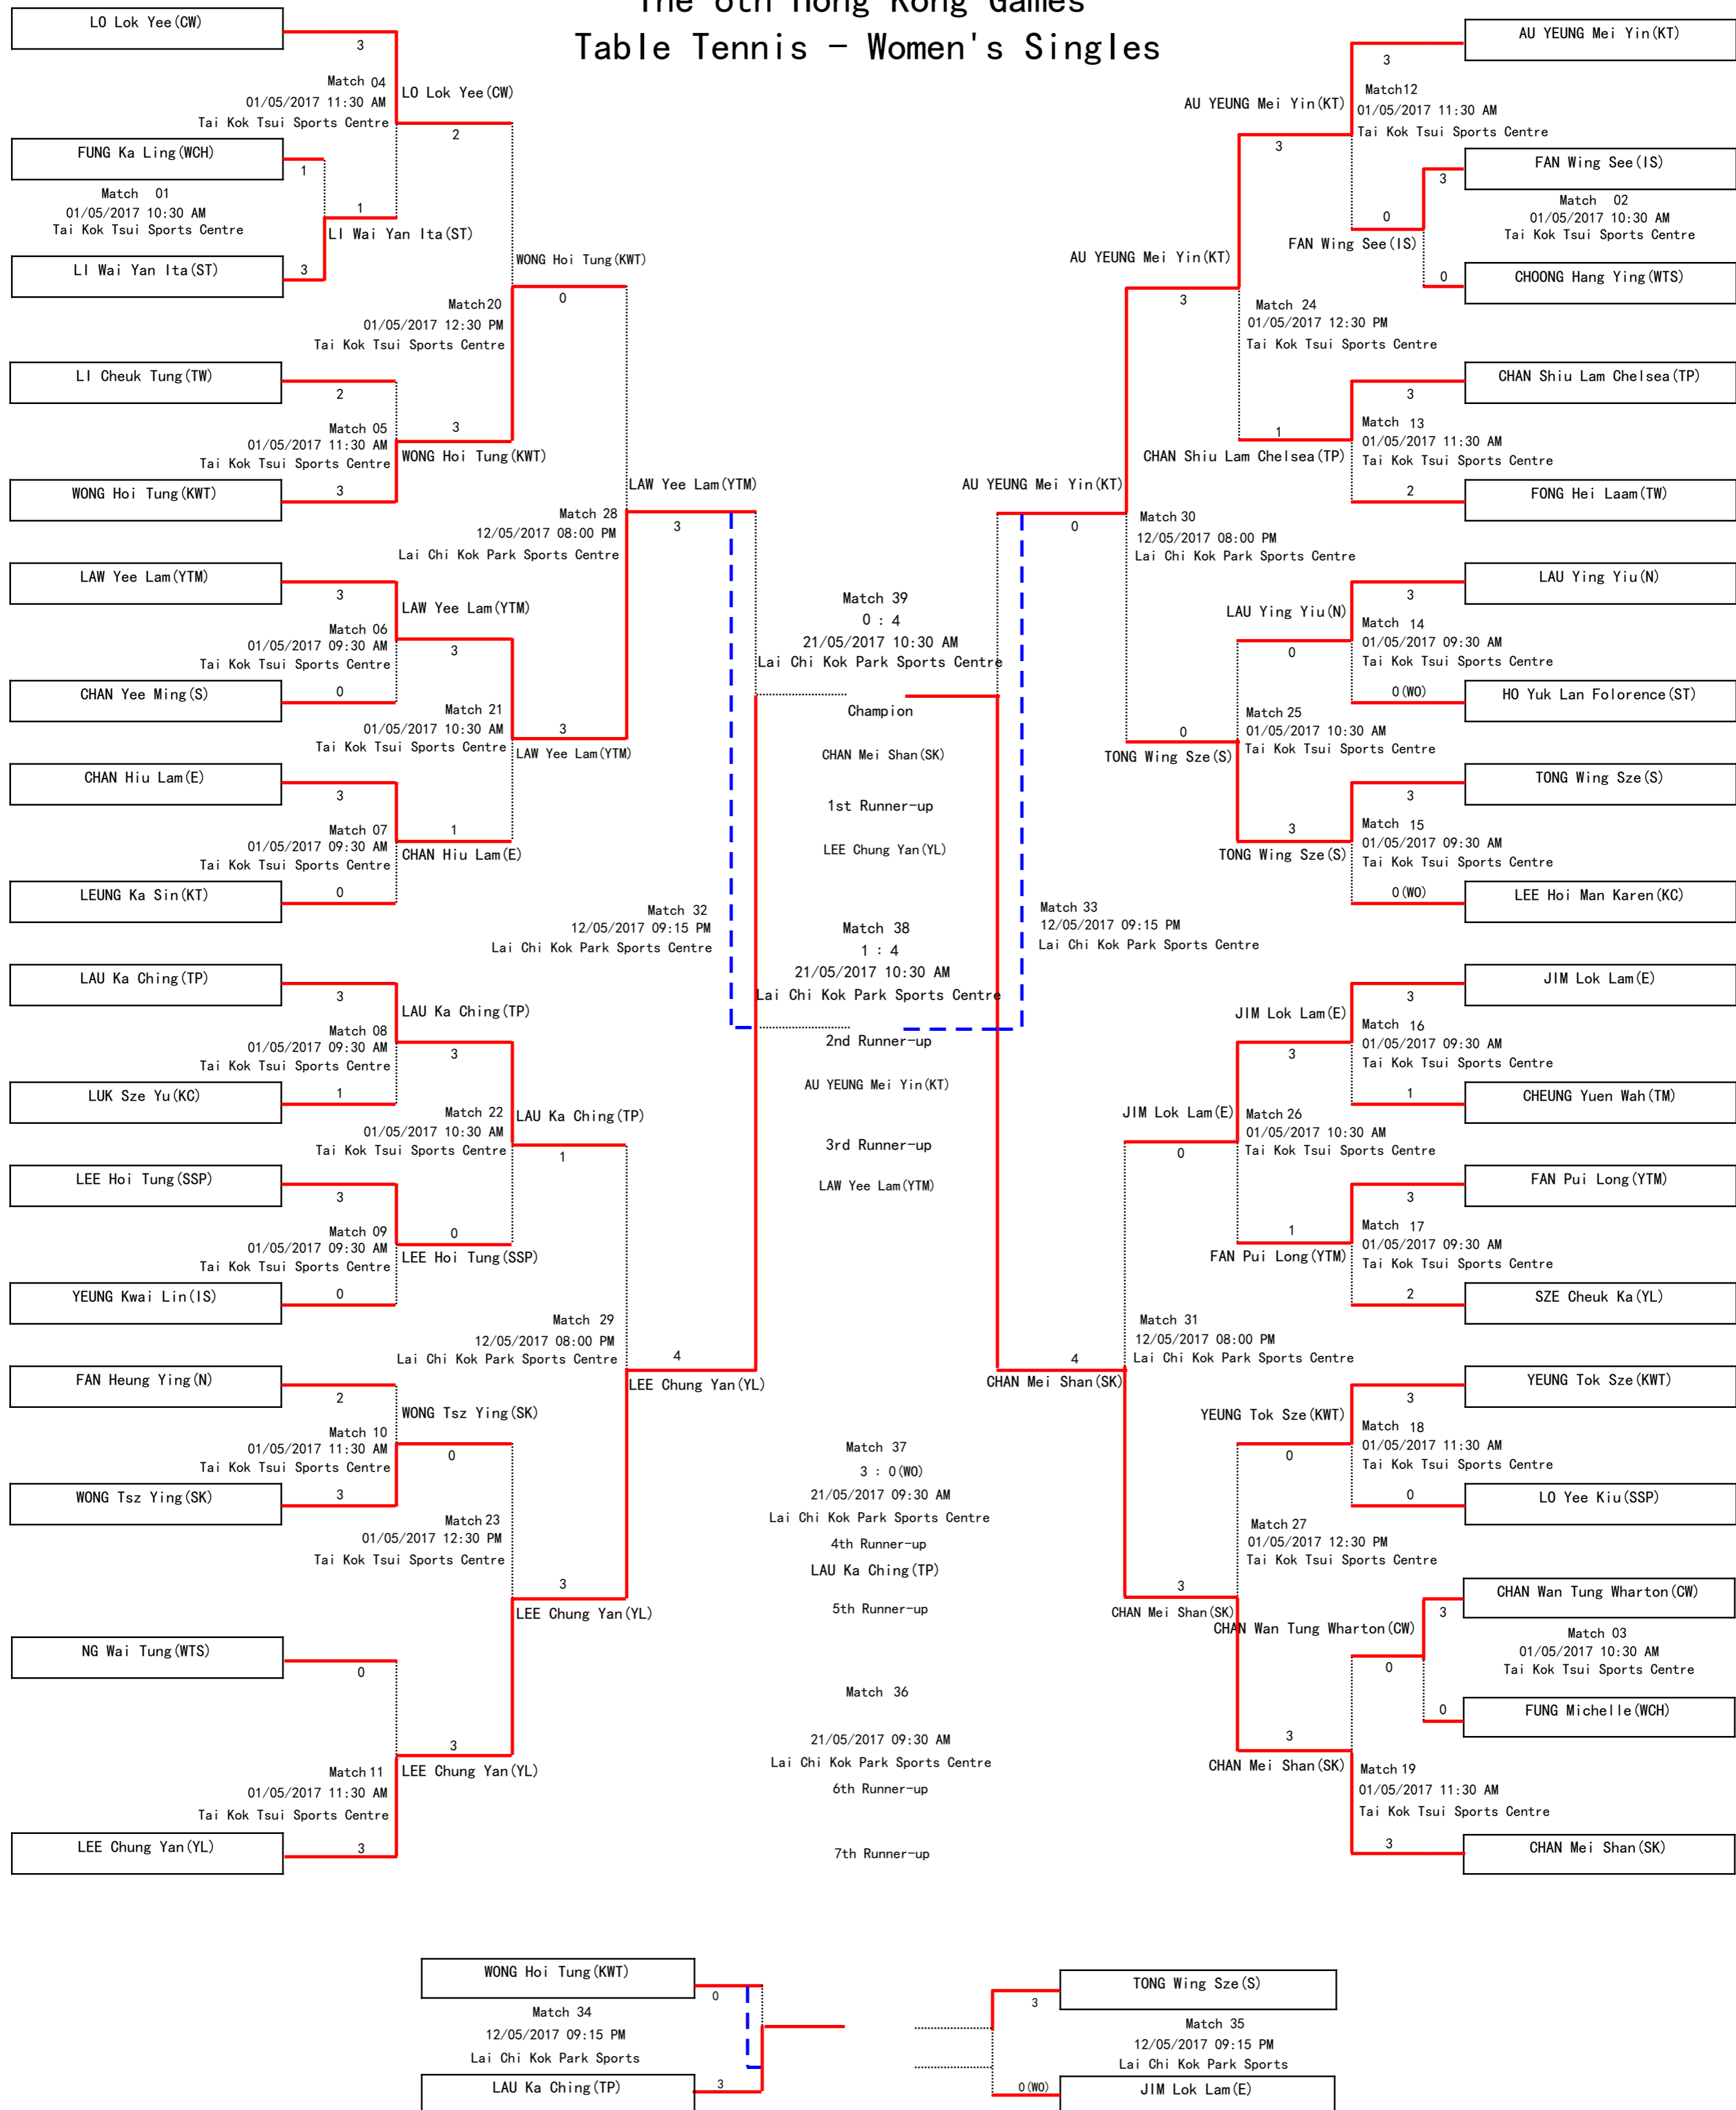 The 6th Hong Kong Games
Table Tennis - Women's Singles
LO Lok Yee(CW)
3
Match 04
01/05/2017 11:30 AM
Tai Kok Tsui Sports Centre
LO Lok Yee(CW)
2
FUNG Ka Ling(WCH)
1
Match 01
01/05/2017 10:30 AM
Tai Kok Tsui Sports Centre
1
LI Wai Yan Ita(ST)
LI Wai Yan Ita(ST)
3
WONG Hoi Tung(KWT)
0
Match 20
01/05/2017 12:30 PM
Tai Kok Tsui Sports Centre
LI Cheuk Tung(TW)
2
Match 05
01/05/2017 11:30 AM
Tai Kok Tsui Sports Centre
3
WONG Hoi Tung(KWT)
WONG Hoi Tung(KWT)
3
LAW Yee Lam(YTM)
3
Match 28
12/05/2017 08:00 PM
Lai Chi Kok Park Sports Centre
LAW Yee Lam(YTM)
3
LAW Yee Lam(YTM)
3
Match 06
01/05/2017 09:30 AM
Tai Kok Tsui Sports Centre
CHAN Yee Ming(S)
0
Match 21
01/05/2017 10:30 AM
Tai Kok Tsui Sports Centre
3
LAW Yee Lam(YTM)
CHAN Hiu Lam(E)
3
Match 07
01/05/2017 09:30 AM
Tai Kok Tsui Sports Centre
1
CHAN Hiu Lam(E)
LEUNG Ka Sin(KT)
0
Match 32
12/05/2017 09:15 PM
Lai Chi Kok Park Sports Centre
LAU Ka Ching(TP)
3
LAU Ka Ching(TP)
3
Match 08
01/05/2017 09:30 AM
Tai Kok Tsui Sports Centre
LUK Sze Yu(KC)
1
Match 22
01/05/2017 10:30 AM
Tai Kok Tsui Sports Centre
LAU Ka Ching(TP)
1
LEE Hoi Tung(SSP)
3
Match 09
01/05/2017 09:30 AM
Tai Kok Tsui Sports Centre
0
LEE Hoi Tung(SSP)
YEUNG Kwai Lin(IS)
0
Match 29
12/05/2017 08:00 PM
Lai Chi Kok Park Sports Centre
4
LEE Chung Yan(YL)
FAN Heung Ying(N)
2
WONG Tsz Ying(SK)
0
Match 10
01/05/2017 11:30 AM
Tai Kok Tsui Sports Centre
WONG Tsz Ying(SK)
3
Match 23
01/05/2017 12:30 PM
Tai Kok Tsui Sports Centre
3
LEE Chung Yan(YL)
NG Wai Tung(WTS)
0
3
LEE Chung Yan(YL)
Match 11
01/05/2017 11:30 AM
Tai Kok Tsui Sports Centre
LEE Chung Yan(YL)
3
Match 39
0 : 4
21/05/2017 10:30 AM
Lai Chi Kok Park Sports Centre
Champion
CHAN Mei Shan(SK)
1st Runner-up
LEE Chung Yan(YL)
Match 38
1 : 4
21/05/2017 10:30 AM
Lai Chi Kok Park Sports Centre
2nd Runner-up
AU YEUNG Mei Yin(KT)
3rd Runner-up
LAW Yee Lam(YTM)
Match 37
3 : 0(WO)
21/05/2017 09:30 AM
Lai Chi Kok Park Sports Centre
4th Runner-up
LAU Ka Ching(TP)
5th Runner-up
Match 36
21/05/2017 09:30 AM
Lai Chi Kok Park Sports Centre
6th Runner-up
7th Runner-up
AU YEUNG Mei Yin(KT)
3
Match12
01/05/2017 11:30 AM
Tai Kok Tsui Sports Centre
AU YEUNG Mei Yin(KT)
3
FAN Wing See(IS)
3
Match 02
01/05/2017 10:30 AM
Tai Kok Tsui Sports Centre
0
FAN Wing See(IS)
CHOONG Hang Ying(WTS)
0
AU YEUNG Mei Yin(KT)
3
Match 24
01/05/2017 12:30 PM
Tai Kok Tsui Sports Centre
CHAN Shiu Lam Chelsea(TP)
3
Match 13
01/05/2017 11:30 AM
Tai Kok Tsui Sports Centre
1
CHAN Shiu Lam Chelsea(TP)
FONG Hei Laam(TW)
2
AU YEUNG Mei Yin(KT)
0
Match 30
12/05/2017 08:00 PM
Lai Chi Kok Park Sports Centre
LAU Ying Yiu(N)
3
LAU Ying Yiu(N)
0
Match 14
01/05/2017 09:30 AM
Tai Kok Tsui Sports Centre
HO Yuk Lan Folorence(ST)
0(WO)
Match 25
01/05/2017 10:30 AM
Tai Kok Tsui Sports Centre
0
TONG Wing Sze(S)
TONG Wing Sze(S)
3
Match 15
01/05/2017 09:30 AM
Tai Kok Tsui Sports Centre
3
TONG Wing Sze(S)
LEE Hoi Man Karen(KC)
0(WO)
Match 33
12/05/2017 09:15 PM
Lai Chi Kok Park Sports Centre
JIM Lok Lam(E)
3
JIM Lok Lam(E)
3
Match 16
01/05/2017 09:30 AM
Tai Kok Tsui Sports Centre
CHEUNG Yuen Wah(TM)
1
JIM Lok Lam(E)
0
Match 26
01/05/2017 10:30 AM
Tai Kok Tsui Sports Centre
FAN Pui Long(YTM)
3
Match 17
01/05/2017 09:30 AM
Tai Kok Tsui Sports Centre
1
FAN Pui Long(YTM)
SZE Cheuk Ka(YL)
2
Match 31
12/05/2017 08:00 PM
Lai Chi Kok Park Sports Centre
4
CHAN Mei Shan(SK)
YEUNG Tok Sze(KWT)
3
YEUNG Tok Sze(KWT)
0
Match 18
01/05/2017 11:30 AM
Tai Kok Tsui Sports Centre
LO Yee Kiu(SSP)
0
Match 27
01/05/2017 12:30 PM
Tai Kok Tsui Sports Centre
3
CHAN Mei Shan(SK)
CHAN Wan Tung Wharton(CW)
3
CHAN Wan Tung Wharton(CW)
0
Match 03
01/05/2017 10:30 AM
Tai Kok Tsui Sports Centre
FUNG Michelle(WCH)
0
3
CHAN Mei Shan(SK)
Match 19
01/05/2017 11:30 AM
Tai Kok Tsui Sports Centre
3
CHAN Mei Shan(SK)
WONG Hoi Tung(KWT)
0
Match 34
12/05/2017 09:15 PM
Lai Chi Kok Park Sports
LAU Ka Ching(TP)
3
TONG Wing Sze(S)
3
Match 35
12/05/2017 09:15 PM
Lai Chi Kok Park Sports
0(WO)
JIM Lok Lam(E)